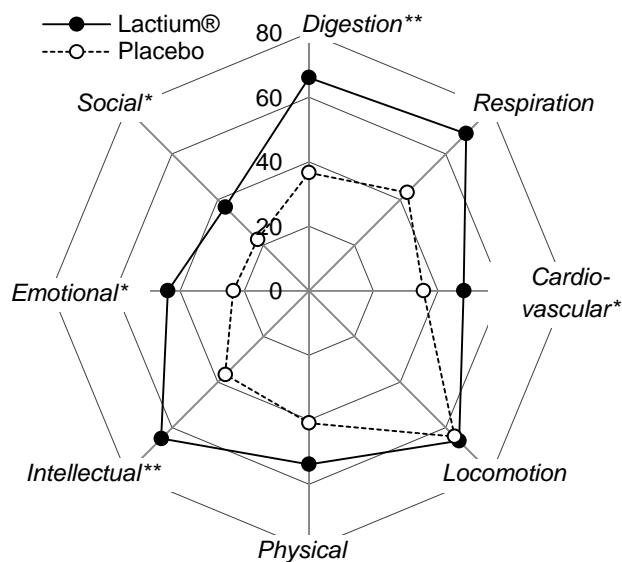 Lactium®
Placebo
80
60
40
20
0
Digestion**
Respiration
Cardio-
vascular*
Locomotion
Physical
Intellectual**
Emotional*
Social*